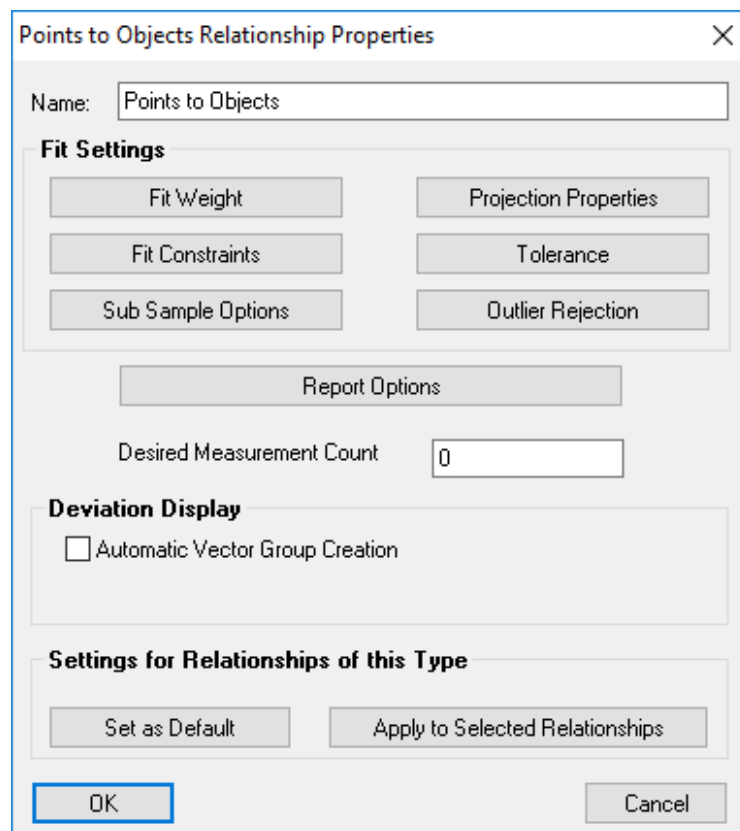 Points to Objects Relationship Properties
Name: Points to Objects
Fit Settings
Fit Weight Projection Properties
Fit Constraints Tolerance
Sub Sample Options Outlier Rejection
Report Options
Desired Measurement Count 0
Deviation Display
Automatic Vector Group Creation
Settings for Relationships of this Type
Set as Default Apply to Selected Relationships
OK Cancel